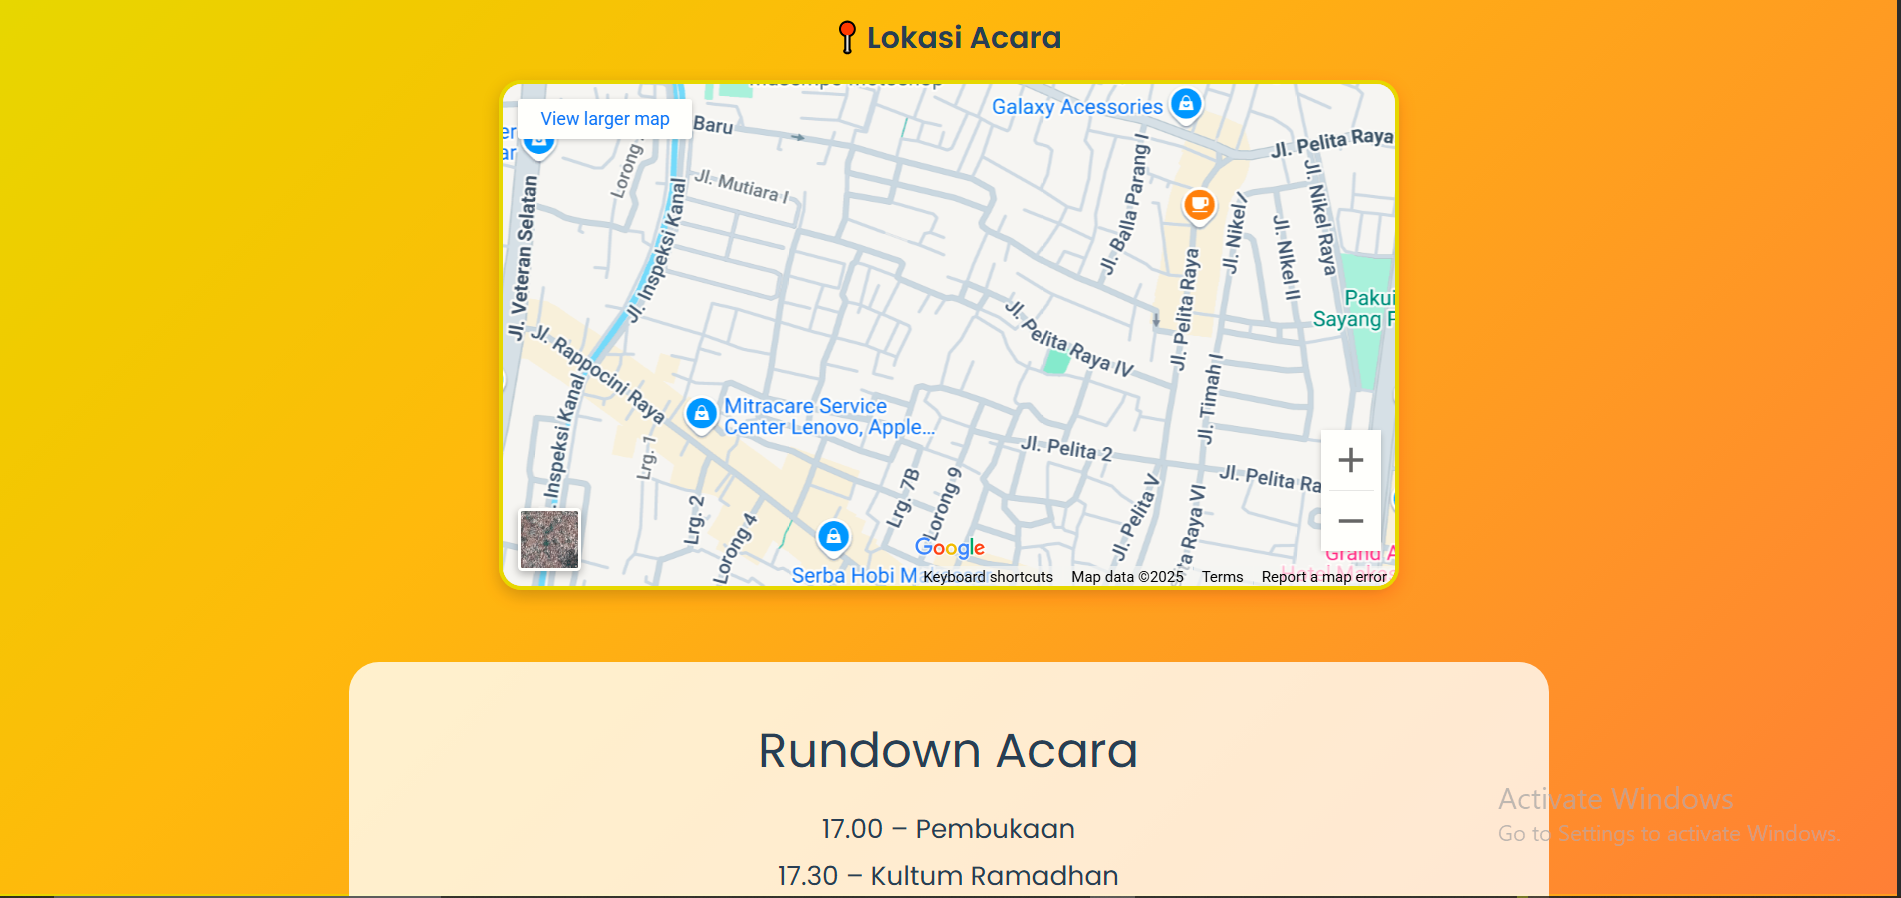 Lokasi Acara
View larger map
Galaxy Acessories
Baru
Jl. Pelita Raya
Lorong
Jl. Mutiara I
Jl. Balla Parang I
Jl. Nikel
Jl. NIkel II
Jl. Nikel Raya
Jl. Veteran Selatan
Jl. Inspeksi Kanal
Jl. Pelita Raya
Jl. Pelita Raya IV
Jl. Rappocini Raya
Jl. Timah I
Mitracare Service
Center Lenovo, Apple...
Jl. Pelita 2
Inspeksi Kanal
Lrg. 1
Lrg. 2
Lorong 4
Lrg. 7B
Lorong 9
Jl. Pelita V
Raya VI
Jl. Pelita Ra
Serba Hobi
Google
Grand A
Keyboard shortcuts
Map data ©2025
Terms
Report a map error
Rundown Acara
17.00 – Pembukaan
17.30 – Kultum Ramadhan
Activate Windows
Go to Settings to activate Windows.